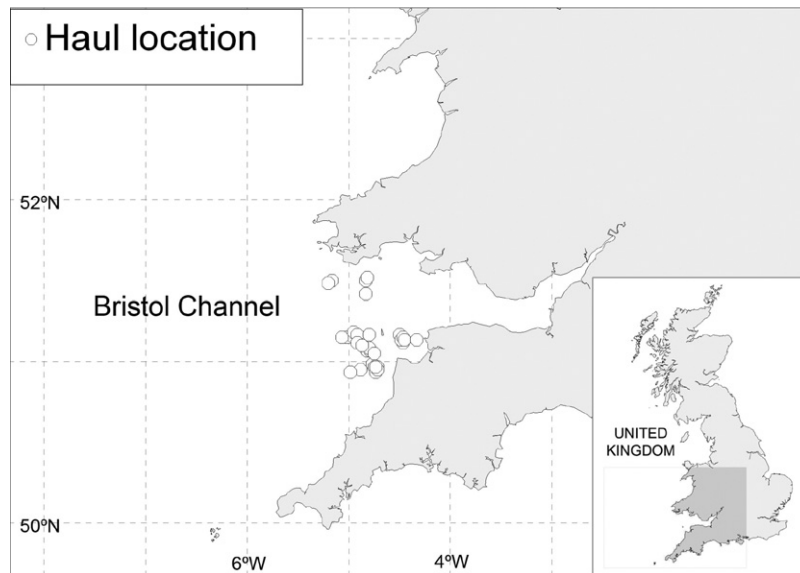 Haul location
52ºN
Bristol Channel
UNITED
KINGDOM
50ºN
6ºW
4ºW